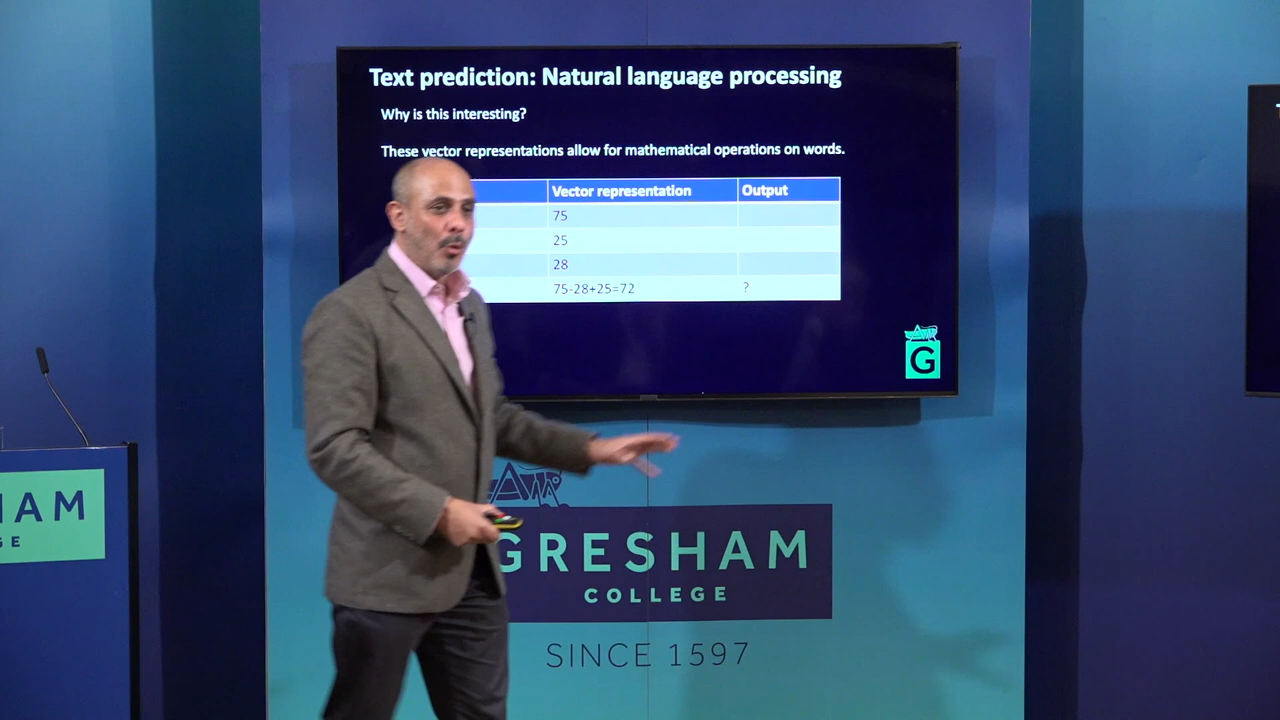 Text prediction: Natural language processing
Why is this interesting?
These vector representations allow for mathematical operations on words.
Vector representation Output
75
25
28
75-28+25=72 ?
G
HAM
GE
GRESHAM
COLLEGE
SINCE 1597